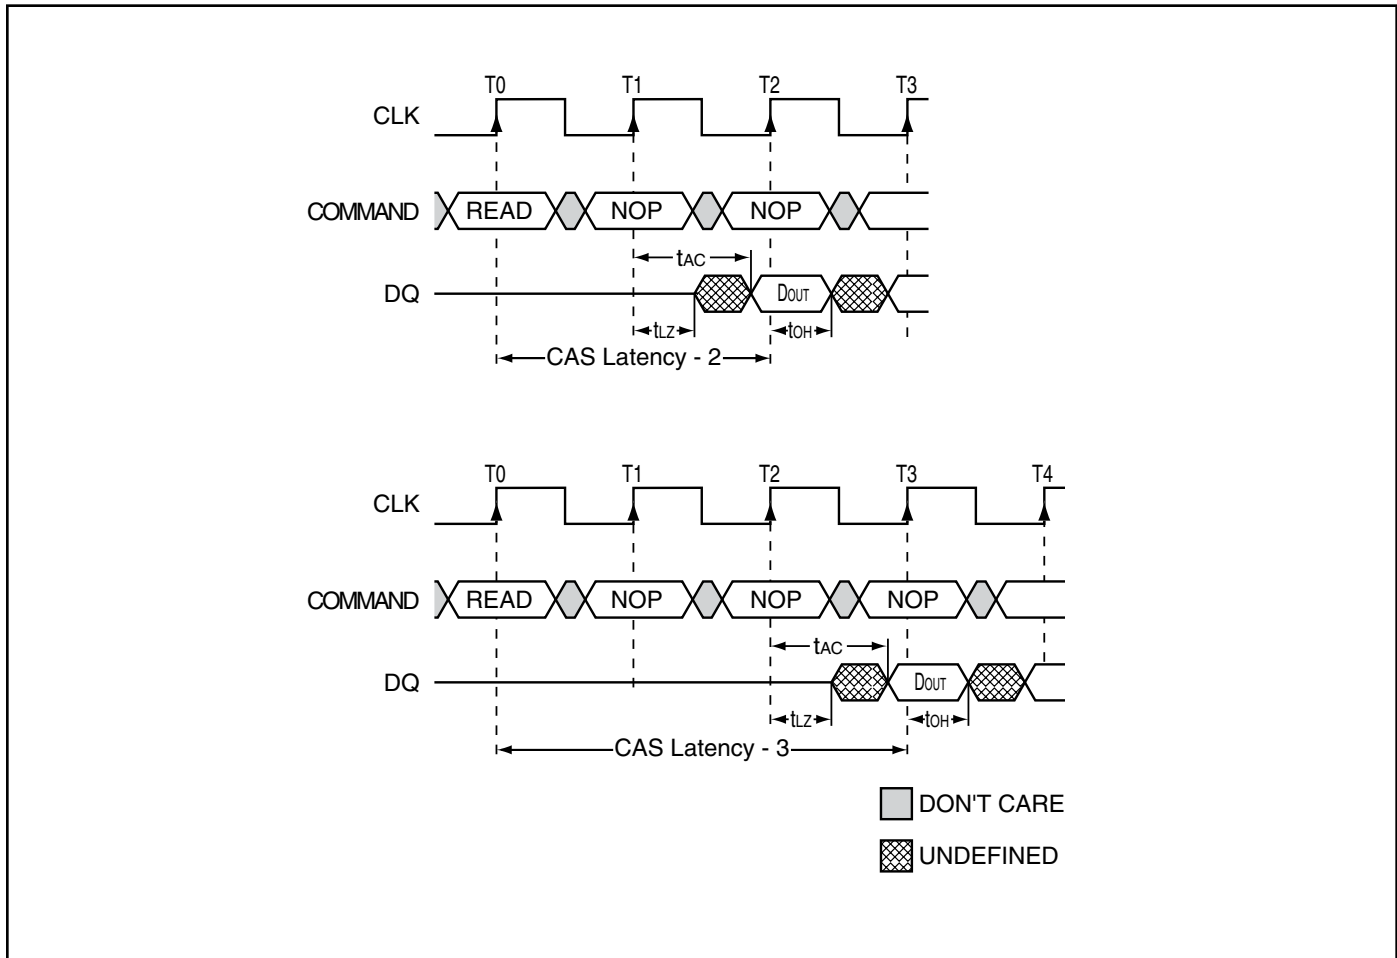 T0 T1 T2 T3
CLK
COMMAND READ NOP NOP
tAC
DQ DOUT
tLZ tOH
CAS Latency - 2
T0 T1 T2 T3 T4
CLK
COMMAND READ NOP NOP NOP
tAC
DQ DOUT
tLZ tOH
CAS Latency - 3
DON'T CARE
UNDEFINED